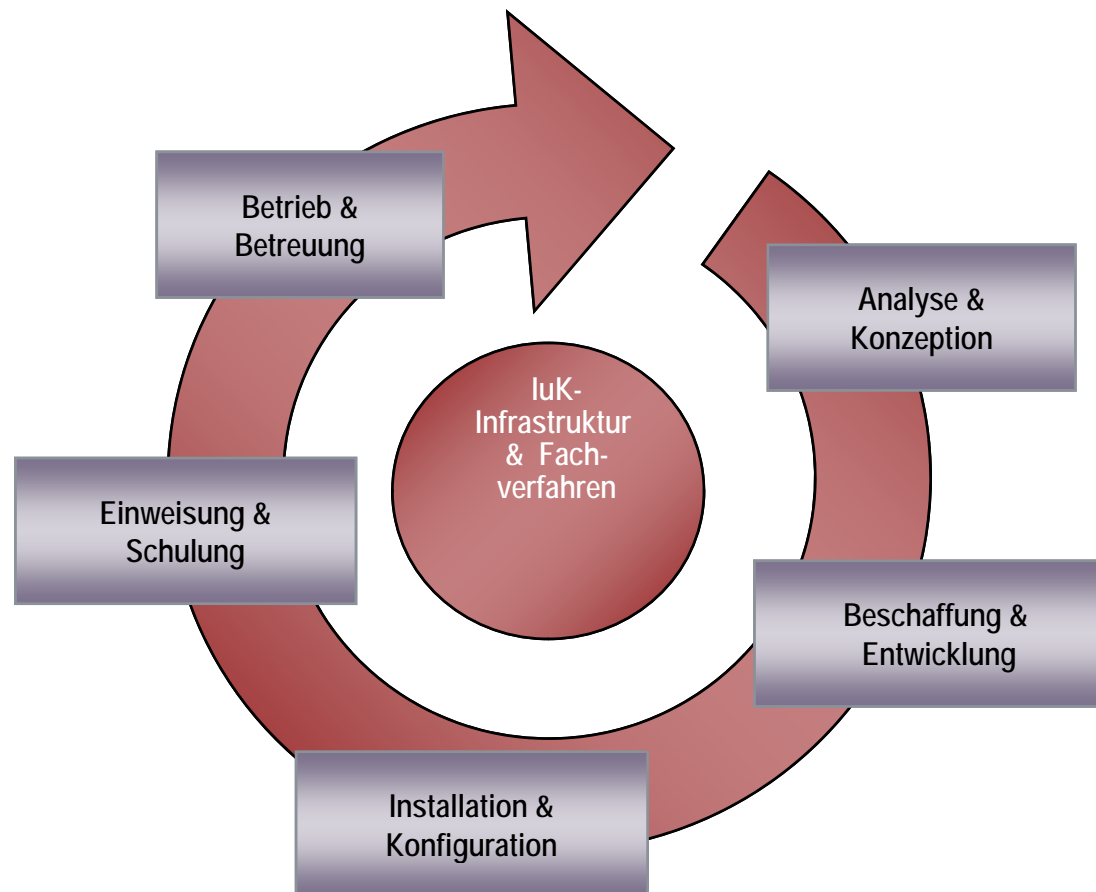 Betrieb &
Betreuung
Analyse &
Konzeption
IuK-
Infrastruktur
& Fach-
verfahren
Einweisung &
Schulung
Beschaffung &
Entwicklung
Installation &
Konfiguration